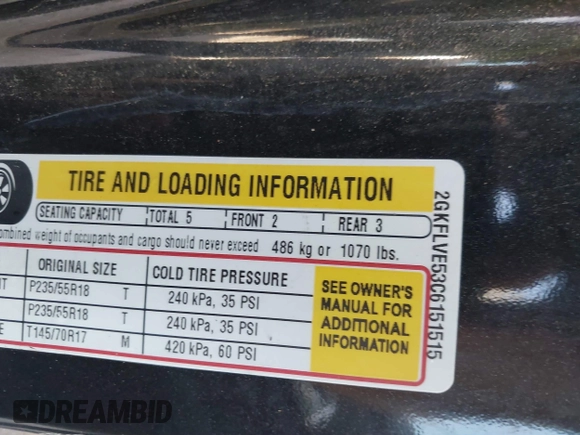 TIRE AND LOADING INFORMATION
SEATING CAPACITY TOTAL 5 FRONT 2 REAR 3
ombined weight of occupants and cargo should never exceed 486 kg or 1070 lbs.
ORIGINAL SIZE COLD TIRE PRESSURE
P235/55R18 T 240 kPa, 35 PSI
P235/55R18 T 240 kPa, 35 PSI
E T145/70R17 M 420 kPa, 60 PSI
SEE OWNER'S
MANUAL FOR
ADDITIONAL
INFORMATION
2GKFLVE53C6151515
DREAMBID